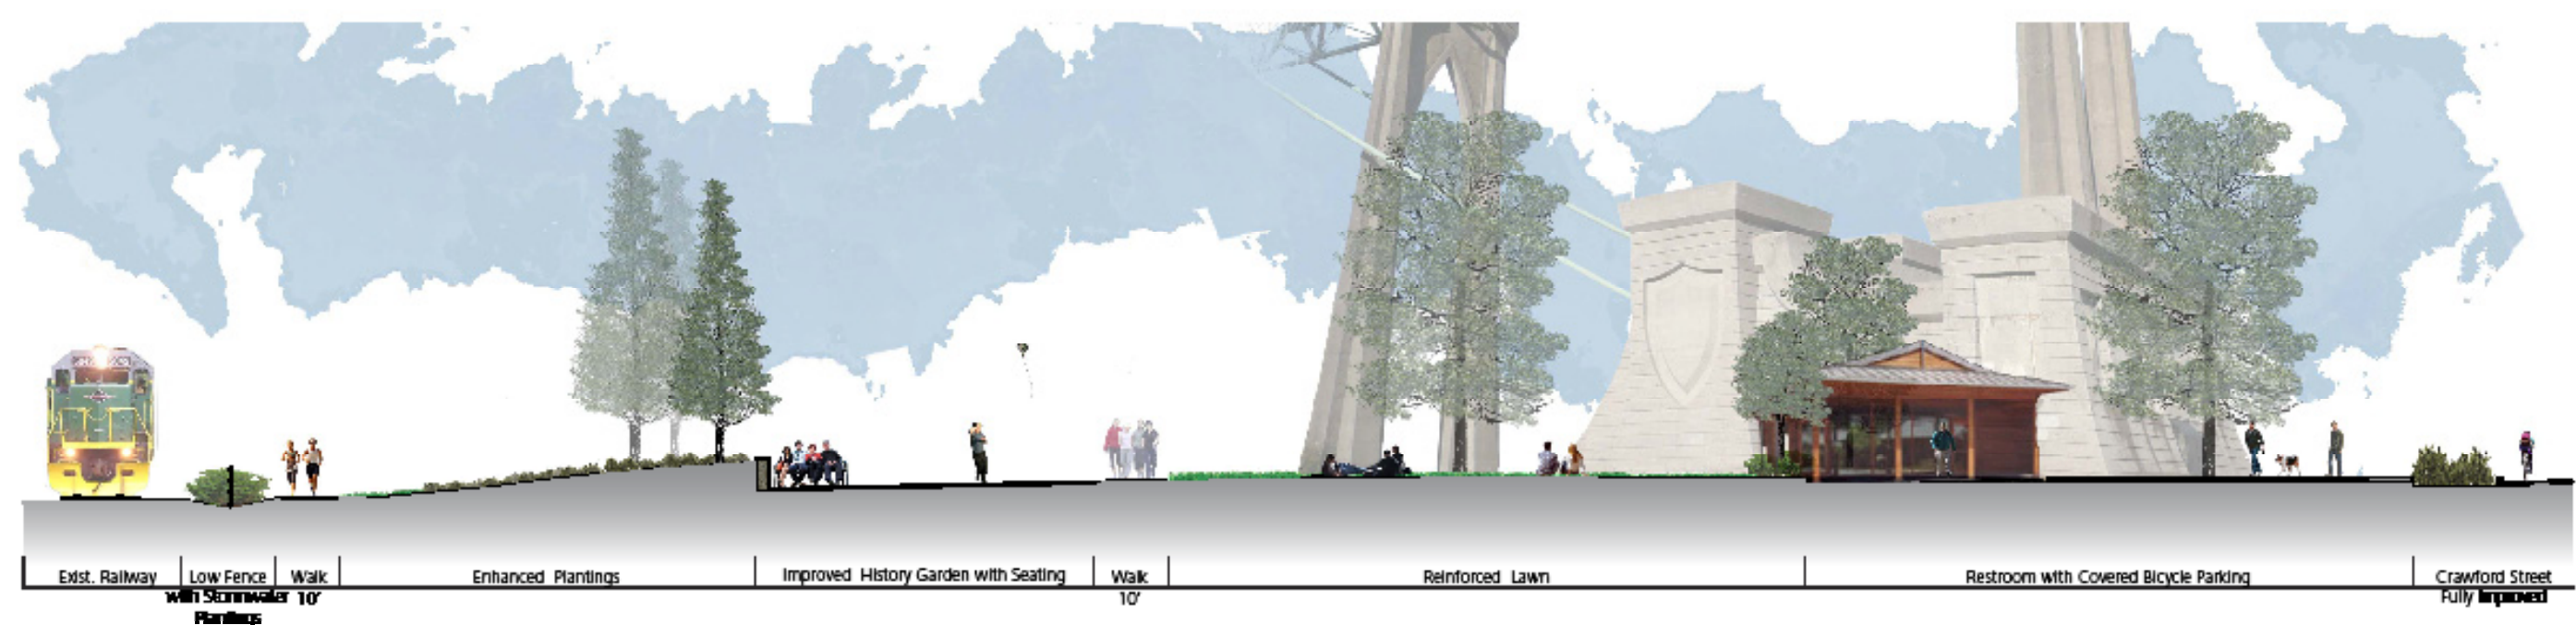 Exist. Railway
Low Fence
with Stormwater
Plantings
Walk
10'
Enhanced Plantings
Improved History Garden with Seating
Walk
10'
Reinforced Lawn
Restroom with Covered Bicycle Parking
Crawford Street
Fully Improved